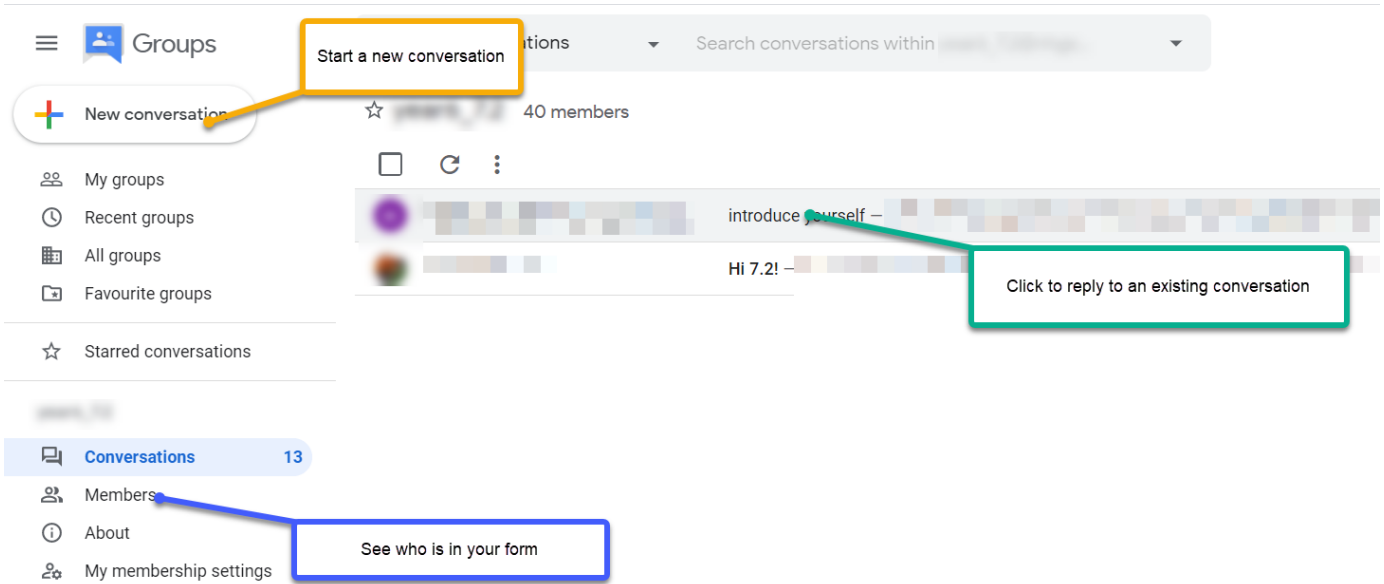 Groups
Start a new conversation
Search conversations within
New conversation
40 members
My groups
Recent groups
All groups
Favourite groups
introduce yourself –
Hi 7.2! –
Click to reply to an existing conversation
Starred conversations
Conversations 13
Members
See who is in your form
About
My membership settings